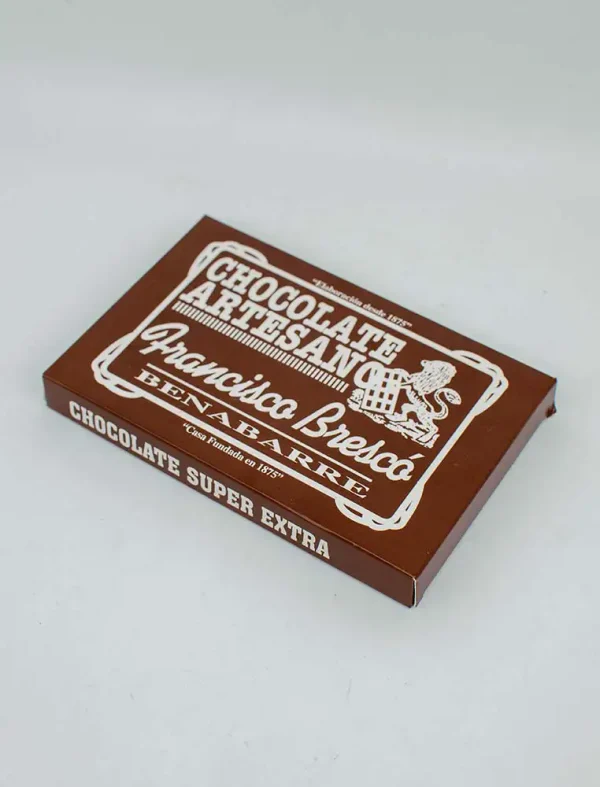 "Elaboración desde 1875"
CHOCOLATE
ARTESANO
Francisco Brescó
BENABARRE
"Casa Fundada en 1875"
CHOCOLATE SUPER EXTRA